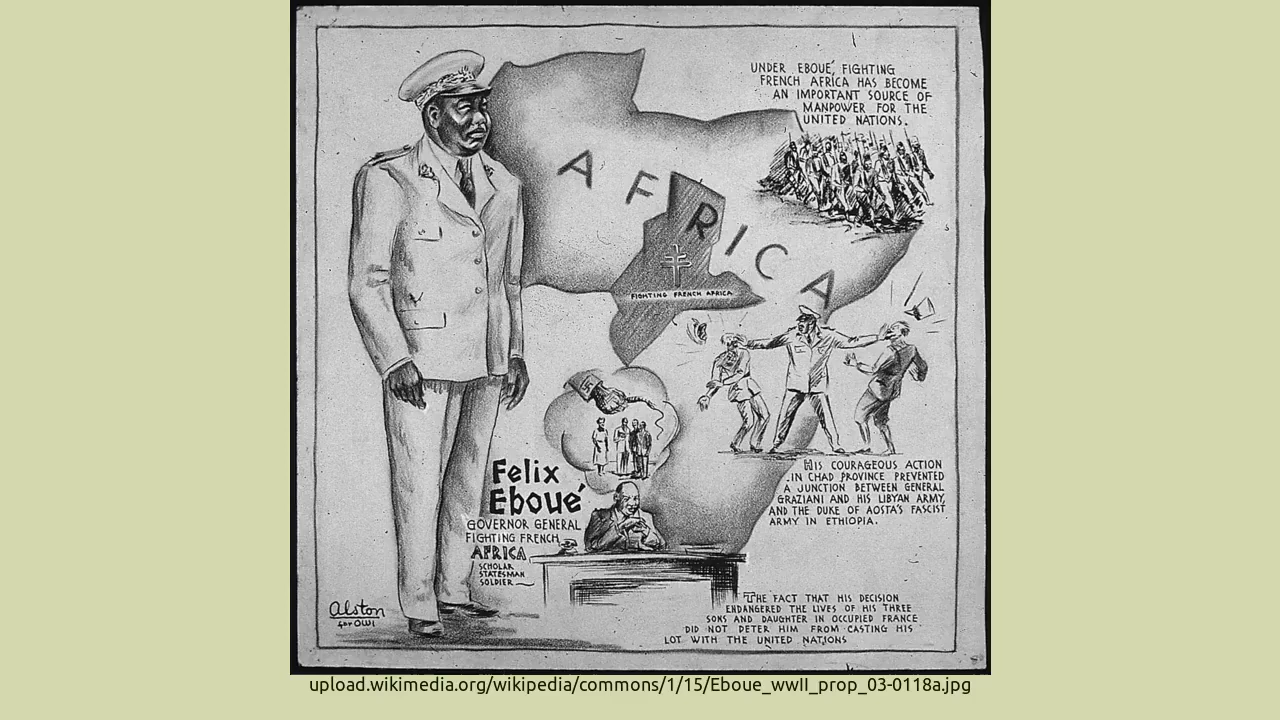 UNDER EBOUÉ, FIGHTING
FRENCH AFRICA HAS BECOME
AN IMPORTANT SOURCE OF
MANPOWER FOR THE
UNITED NATIONS.
AFRICA
"FIGHTING FRENCH AFRICA
HIS COURAGEOUS ACTION
IN CHAD PROVINCE PREVENTED
A JUNCTION BETWEEN GENERAL
GRAZIANI AND HIS LIBYAN ARMY,
AND THE DUKE OF AOSTA'S FASCIST
ARMY IN ETHIOPIA.
Felix
Eboué
GOVERNOR GENERAL
FIGHTING FRENCH
AFRICA
SCHOLAR
STATESMAN
SOLDIER
THE FACT THAT HIS DECISION
ENDANGERED THE LIVES OF HIS THREE
SONS AND DAUGHTER IN OCCUPIED FRANCE
DID NOT DETER HIM FROM CASTING HIS
LOT WITH THE UNITED NATIONS
Alston
for OWI
upload.wikimedia.org/wikipedia/commons/1/15/Eboue_wwII_prop_03-0118a.jpg